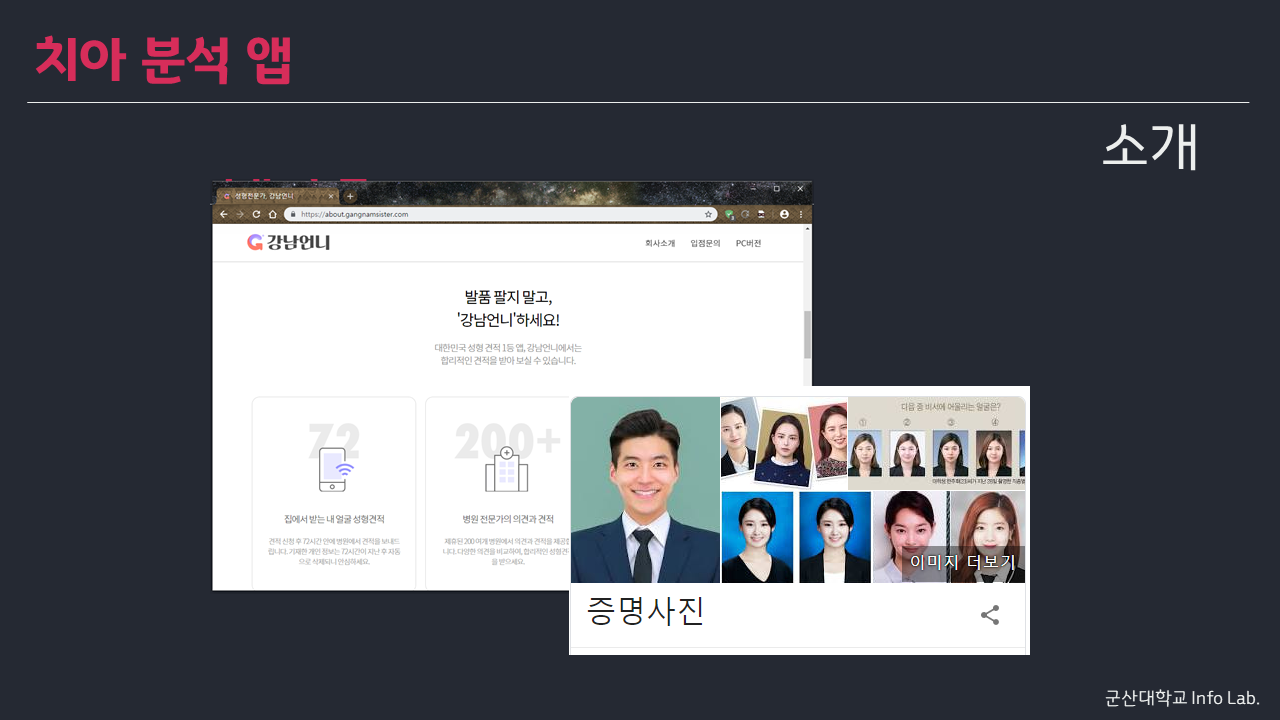 치아 분석 앱
소개
성형전문가, 강남언니
https://about.gangnamsister.com
강남언니
회사소개 입점문의 PC버전
발품 팔지 말고,
'강남언니'하세요!
대한민국 성형 견적 1등 앱, 강남언니에서는
합리적인 견적을 받아 보실 수 있습니다.
72
집에서 받는 내 얼굴 성형견적
견적 신청 후 72시간 안에 병원에서 견적을 보내드
립니다. 기재한 개인 정보는 72시간이 지난 후 자동
으로 삭제되니 안심하세요.
200+
병원 전문가의 의견과 견적
제휴된 200여개 병원에서 의견과 견적을 제공합
니다. 다양한 의견을 비교하여, 합리적인 성형견
을 받으세요.
다음 중 비서에 어울리는 얼굴은?
① ② ③ ④
이미지 더보기
증명사진
군산대학교 Info Lab.